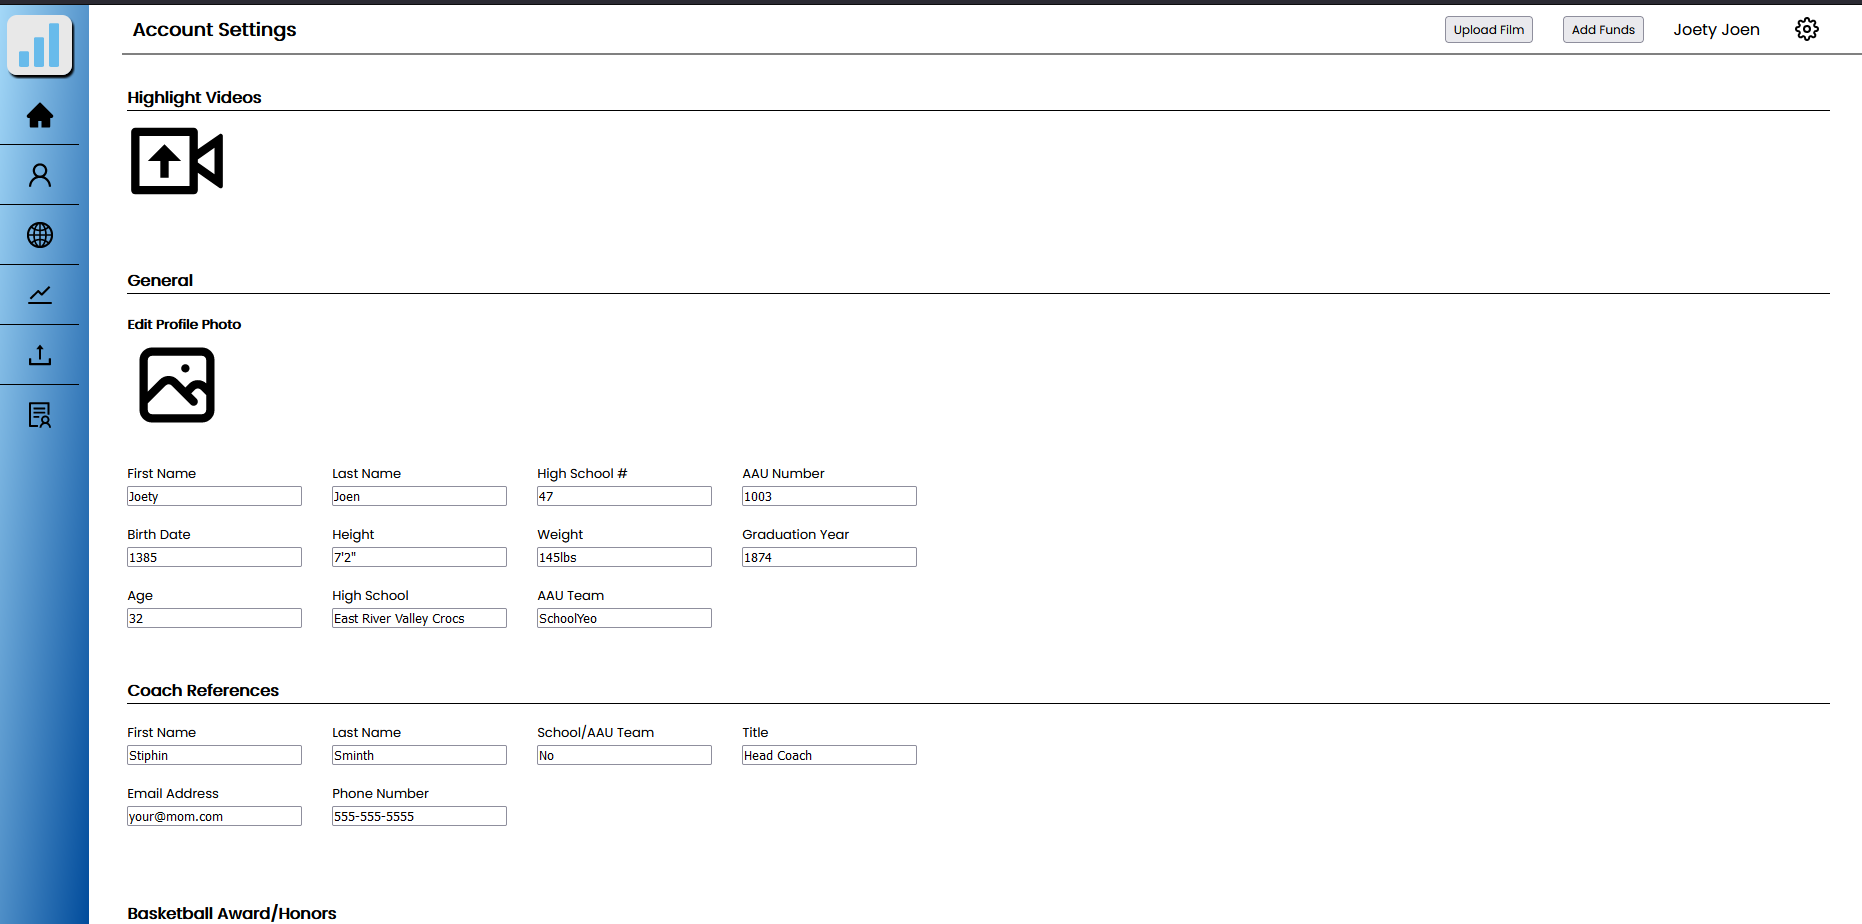 Account Settings
Upload Film
Add Funds
Joety Joen
Highlight Videos
General
Edit Profile Photo
First Name Last Name High School # AAU Number
Joety Joen 47 1003
Birth Date Height Weight Graduation Year
1385 7'2" 145lbs 1874
Age High School AAU Team
32 East River Valley Crocs SchoolYeo
Coach References
First Name Last Name School/AAU Team Title
Stiphin Sminth No Head Coach
Email Address Phone Number
your@mom.com 555-555-5555
Basketball Award/Honors